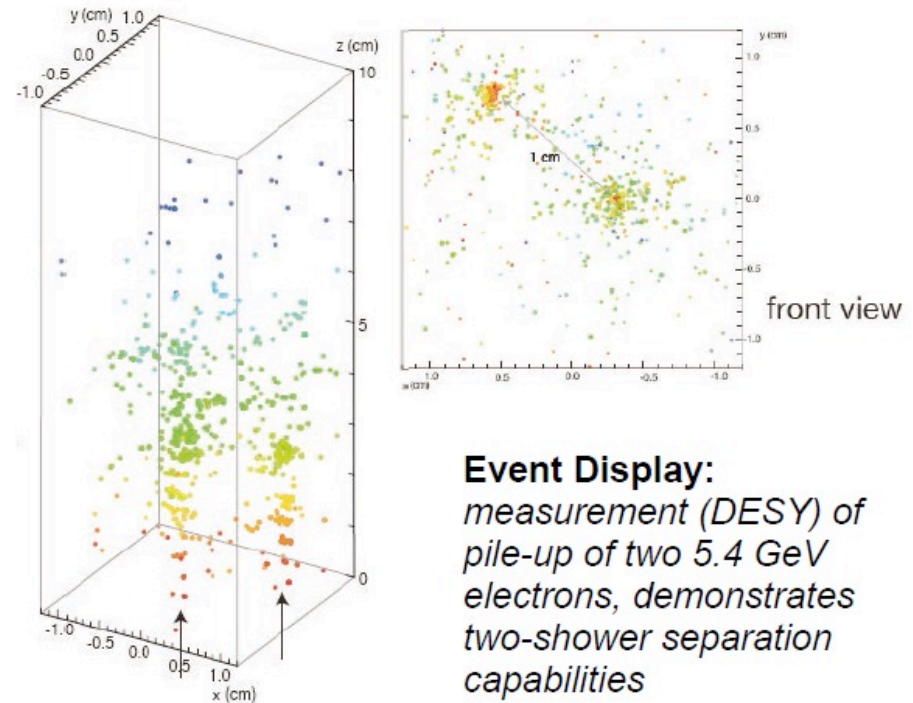 y (cm)
1.0
0.5
0.0
-0.5
-1.0
z (cm)
10
5
0
-1.0
-0.5
0.0
0.5
1.0
x (cm)
y (cm)
0.5
0.0
-0.5
-1.0
1 cm
1.0
0.5
0.0
-0.5
-1.0
x (cm)
front view
Event Display:
measurement (DESY) of
pile-up of two 5.4 GeV
electrons, demonstrates
two-shower separation
capabilities